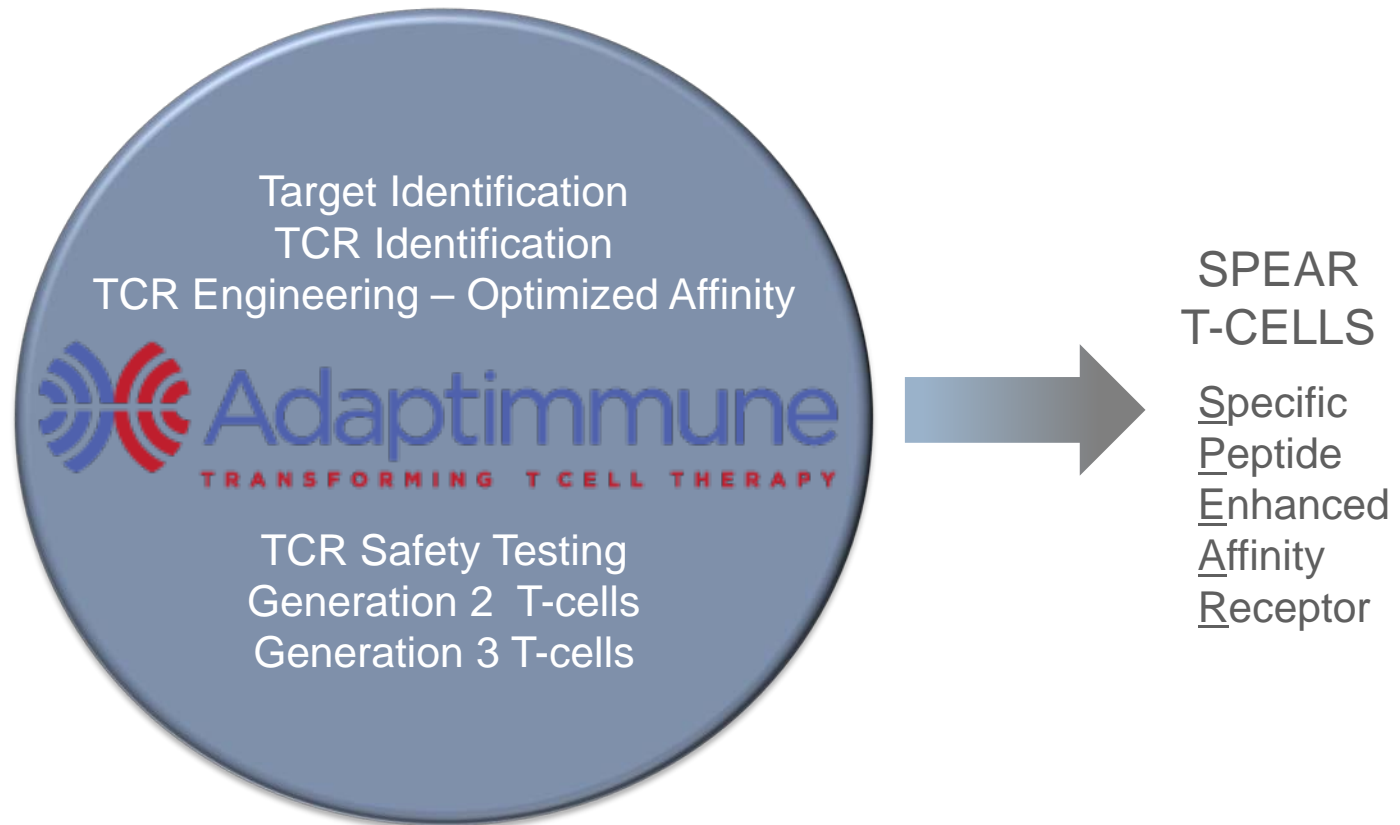 Target Identification
TCR Identification
TCR Engineering – Optimized Affinity
Adaptimmune
TRANSFORMING T CELL THERAPY
TCR Safety Testing
Generation 2 T-cells
Generation 3 T-cells
SPEAR
T-CELLS
Specific
Peptide
Enhanced
Affinity
Receptor